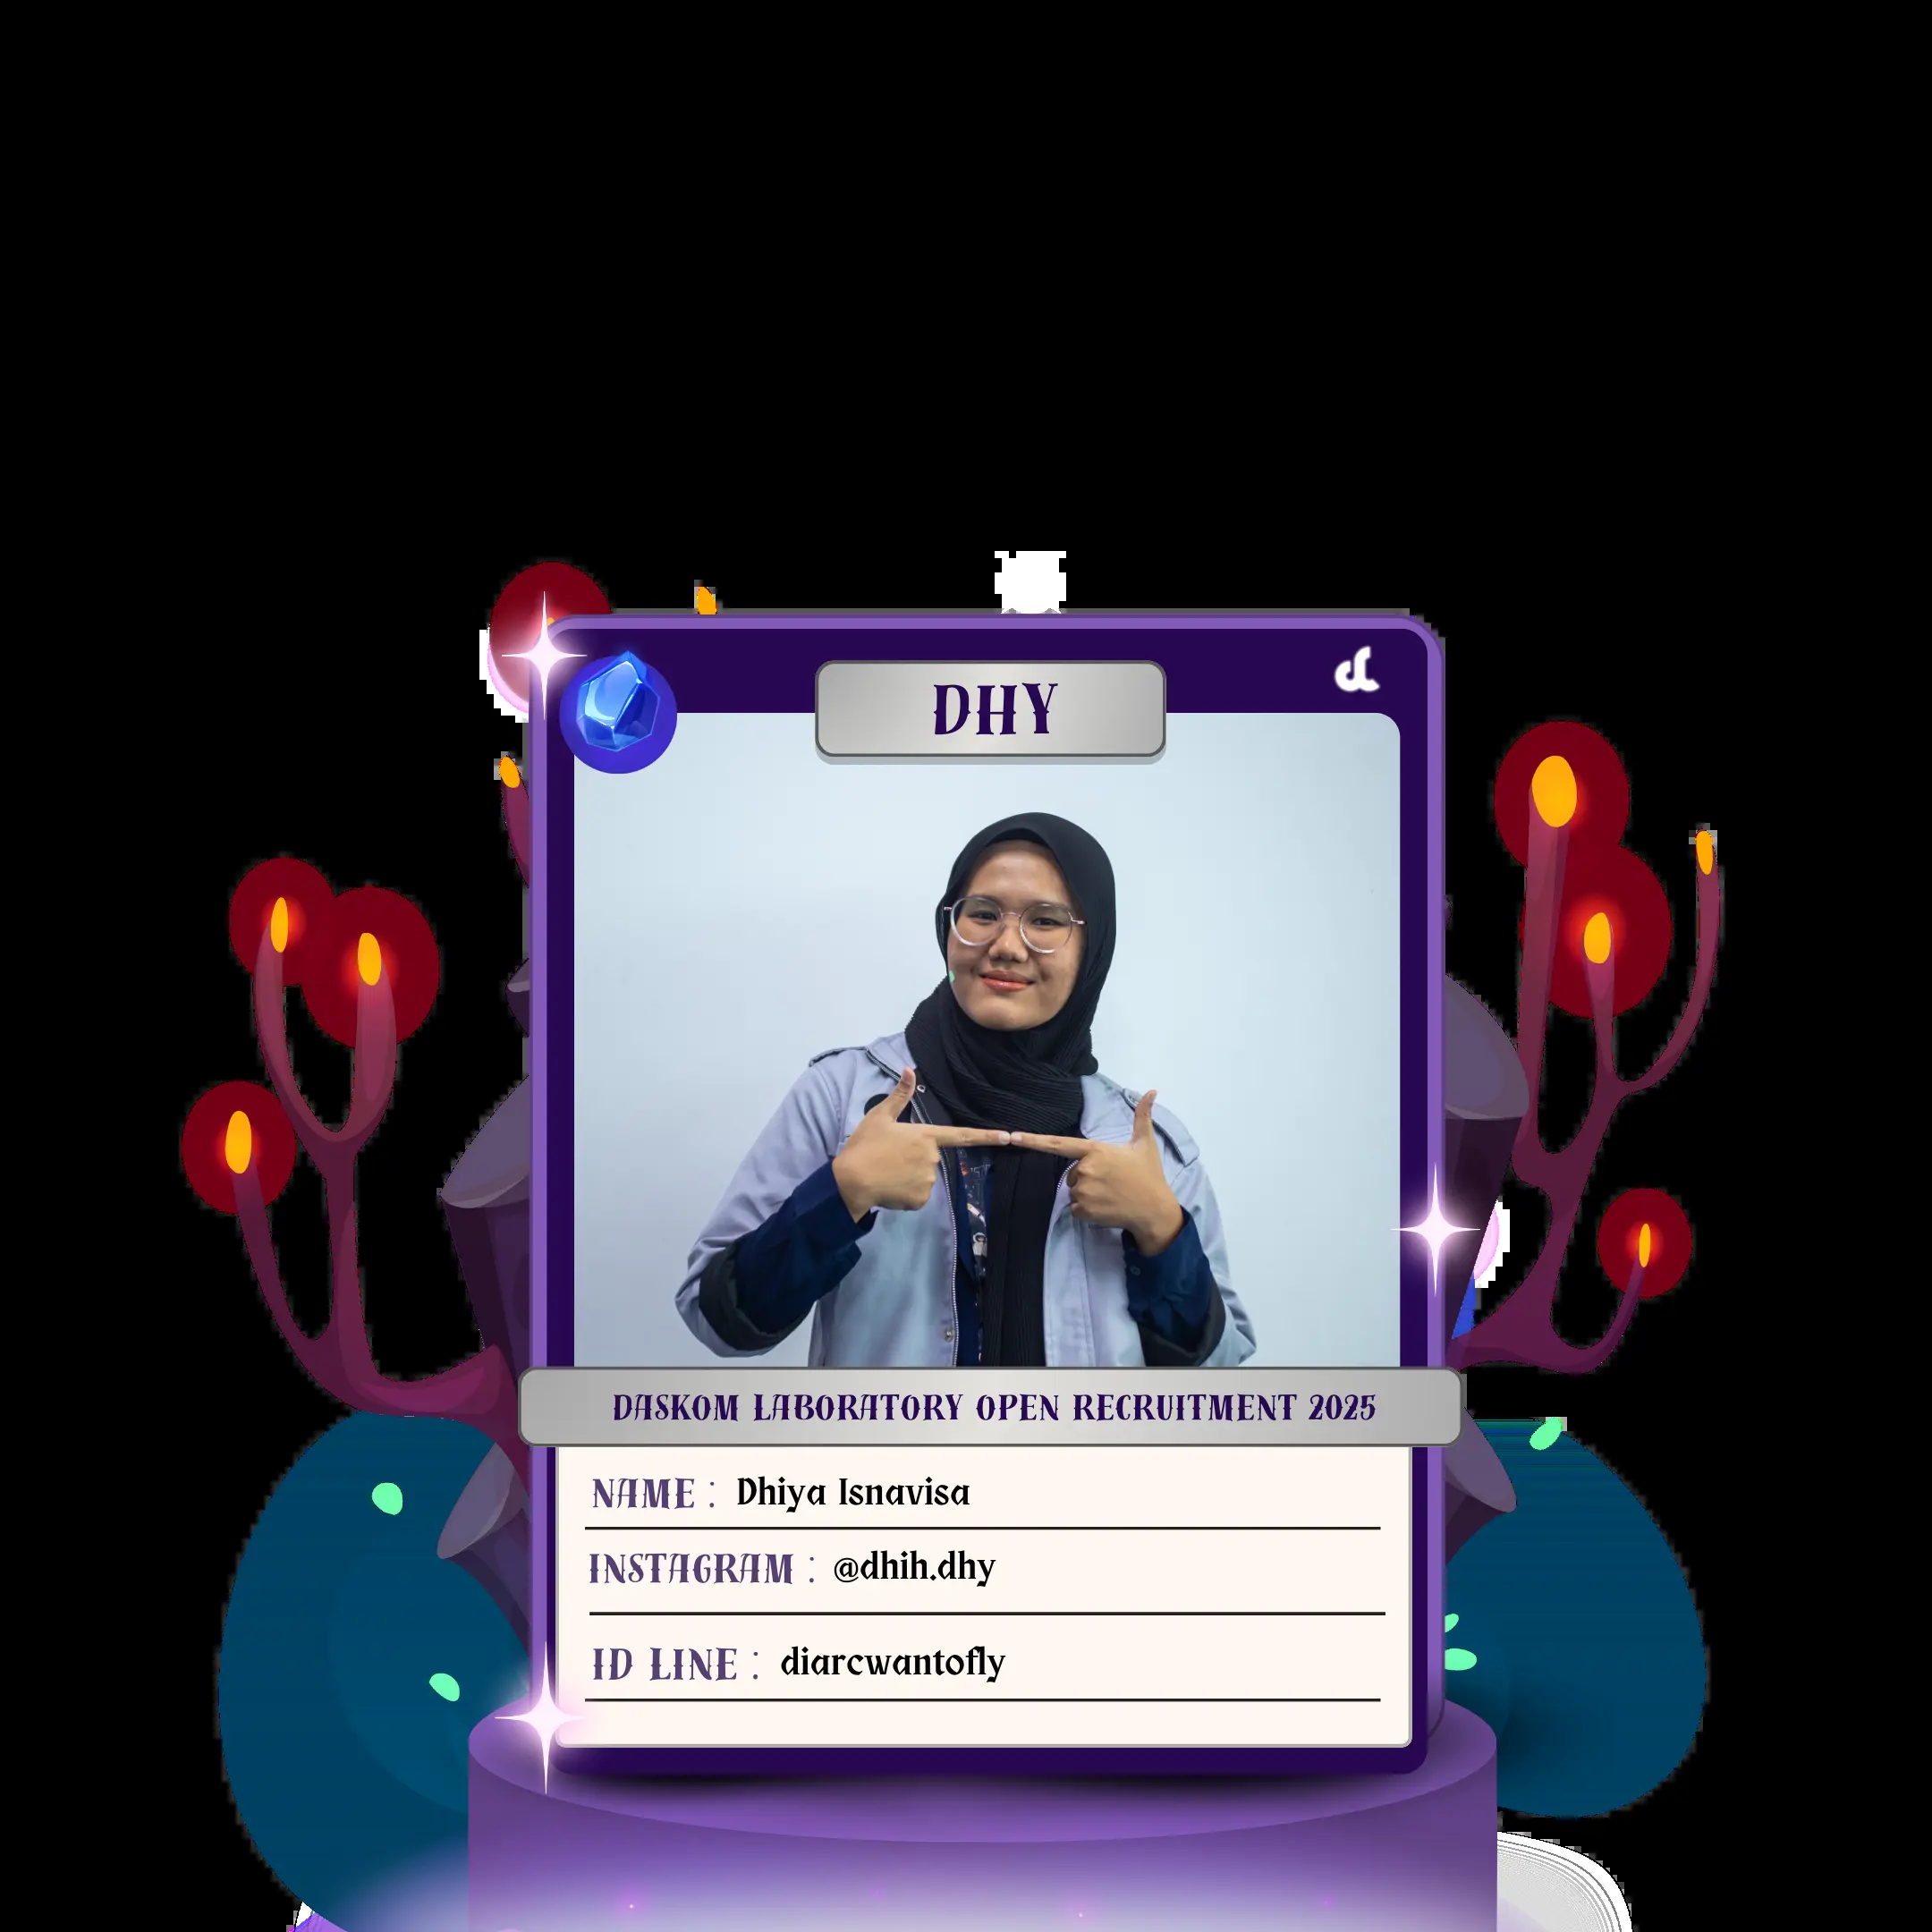 DHY
DASKOM LABORATORY OPEN RECRUITMENT 2025
NAME : Dhiya Isnavisa
INSTAGRAM : @dhih.dhy
ID LINE : diarcwantofly